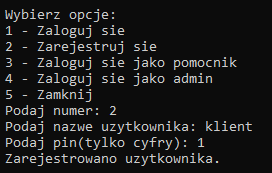 Wybierz opcje:
1 - Zaloguj sie
2 - Zarejestruj sie
3 - Zaloguj sie jako pomocnik
4 - Zaloguj sie jako admin
5 - Zamknij
Podaj numer: 2
Podaj nazwe uzytkownika: klient
Podaj pin(tylko cyfry): 1
Zarejestrowano uzytkownika.